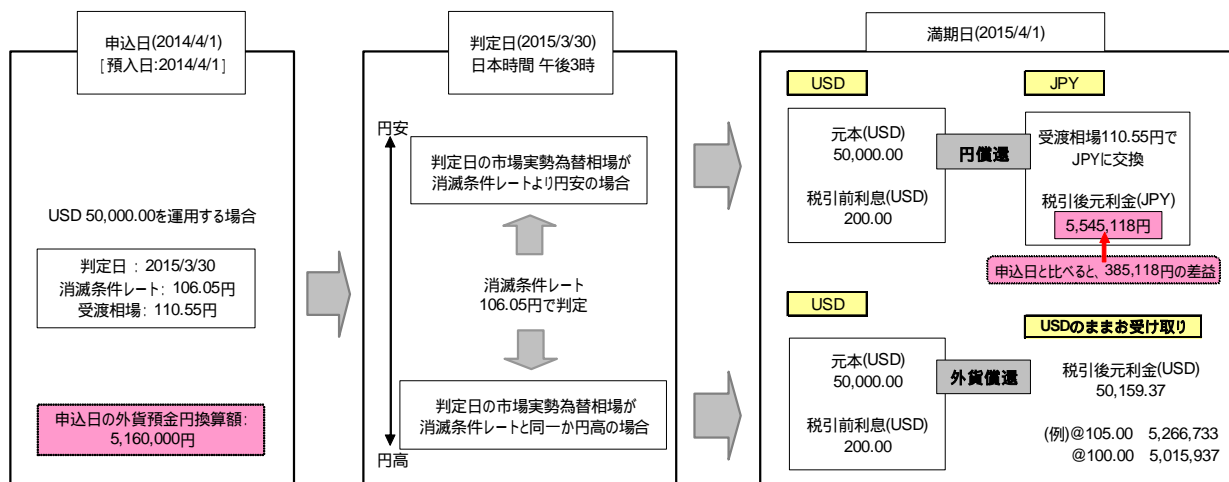 申込日(2014/4/1)
[預入日:2014/4/1]
USD 50,000.00を運用する場合
判定日 : 2015/3/30
消滅条件レート: 106.05円
受渡相場: 110.55円
申込日の外貨預金円換算額:
5,160,000円
判定日(2015/3/30)
日本時間 午後3時
円安
判定日の市場実勢為替相場が
消滅条件レートより円安の場合
消滅条件レート
106.05円で判定
判定日の市場実勢為替相場が
消滅条件レートと同一か円高の場合
円高
満期日(2015/4/1)
USD
元本(USD)
50,000.00
税引前利息(USD)
200.00
円償還
JPY
受渡相場110.55円で
JPYに交換
税引後元利金(JPY)
5,545,118円
申込日と比べると、385,118円の差益
USD
元本(USD)
50,000.00
税引前利息(USD)
200.00
外貨償還
USDのままお受け取り
税引後元利金(USD)
50,159.37
(例)@105.00 5,266,733
@100.00 5,015,937